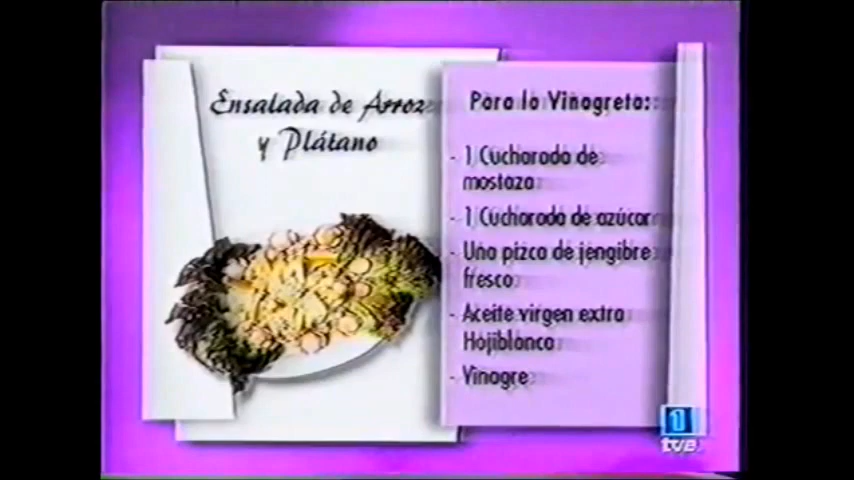 Ensalada de Arroz
y Plátano
Para la Vinagreta:
- 1 Cucharada de
mostaza
- 1 Cucharada de azúcar
- Una pizca de jengibre
fresco
- Aceite virgen extra
Hojiblanca
- Vinagre
1
tve